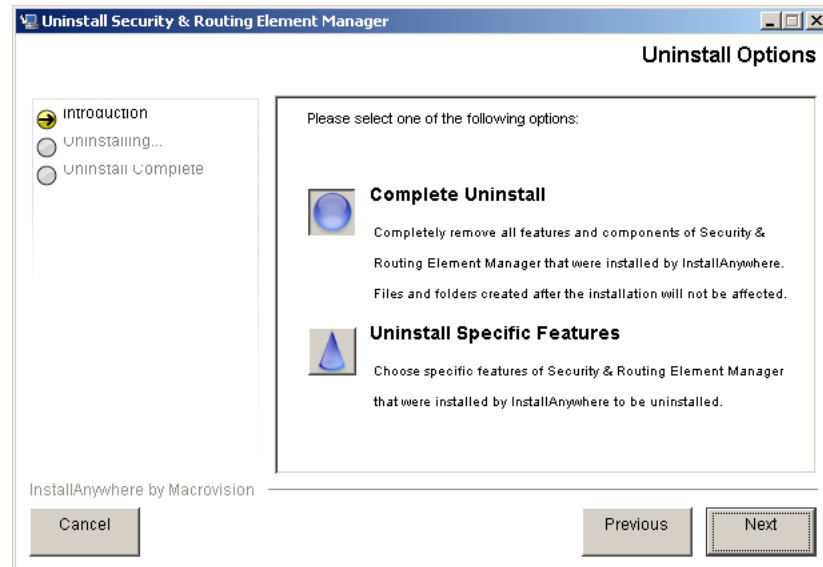 Uninstall Security & Routing Element Manager
Uninstall Options
Introduction
Uninstalling...
Uninstall Complete
Please select one of the following options:
Complete Uninstall
Completely remove all features and components of Security &
Routing Element Manager that were installed by InstallAnywhere.
Files and folders created after the installation will not be affected.
Uninstall Specific Features
Choose specific features of Security & Routing Element Manager
that were installed by InstallAnywhere to be uninstalled.
InstallAnywhere by Macrovision
Cancel
Previous
Next